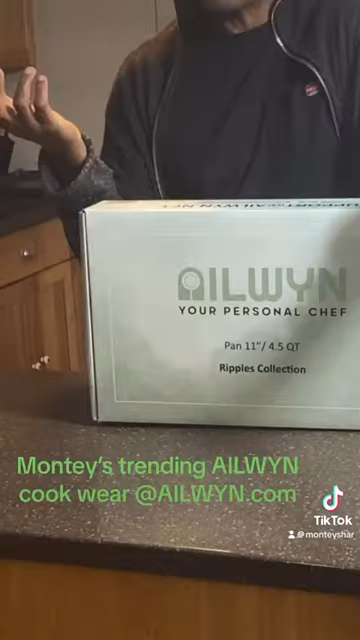 AILWYN
YOUR PERSONAL CHEF
Pan 11"/ 4.5 QT
Ripples Collection
Montey's trending AILWYN
cook wear @AILWYN.com
TikTok
@monteyshar